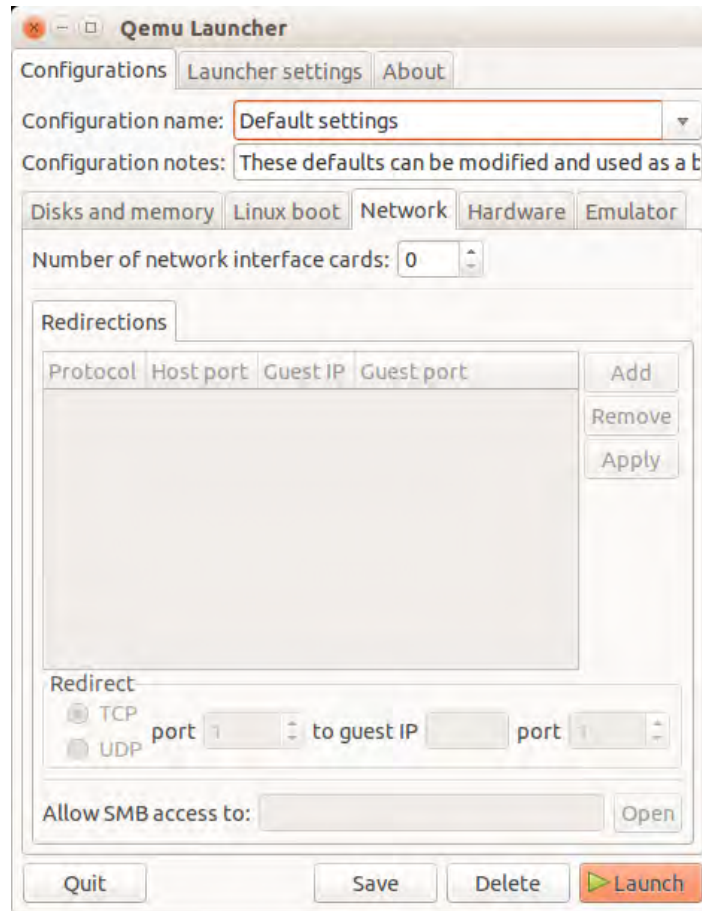 Qemu Launcher
Configurations Launcher settings About
Configuration name: Default settings
Configuration notes: These defaults can be modified and used as a b
Disks and memory Linux boot Network Hardware Emulator
Number of network interface cards: 0
Redirections
Protocol Host port Guest IP Guest port Add
Remove
Apply
Redirect
TCP
port 1 to guest IP port 1
UDP
Allow SMB access to: Open
Quit Save Delete Launch